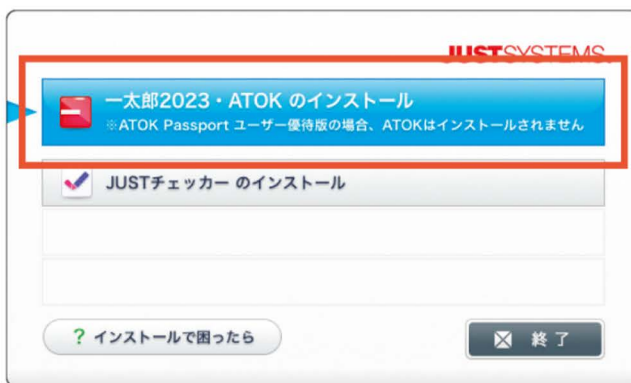 JUSTSYSTEMS.
一太郎2023・ATOK のインストール
※ATOK Passport ユーザー優待版の場合、ATOKはインストールされません
JUSTチェッカー のインストール
? インストールで困ったら
終了